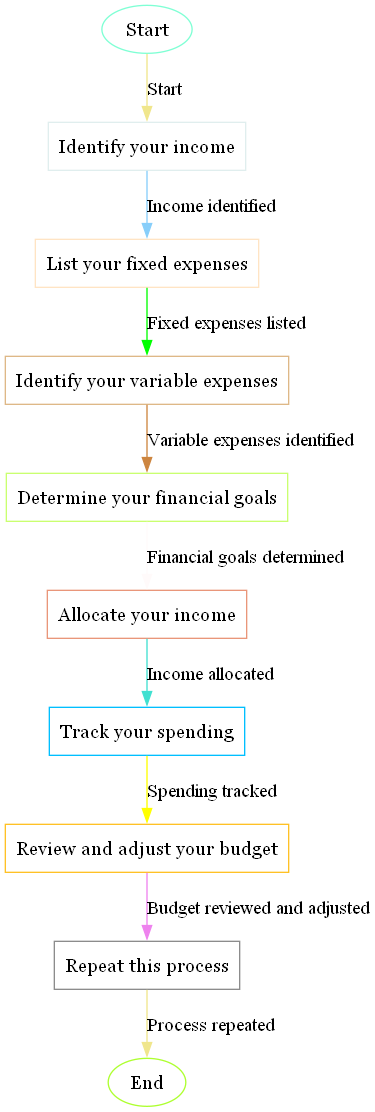 Start
Start
Identify your income
Income identified
List your fixed expenses
Fixed expenses listed
Identify your variable expenses
Variable expenses identified
Determine your financial goals
Financial goals determined
Allocate your income
Income allocated
Track your spending
Spending tracked
Review and adjust your budget
Budget reviewed and adjusted
Repeat this process
Process repeated
End